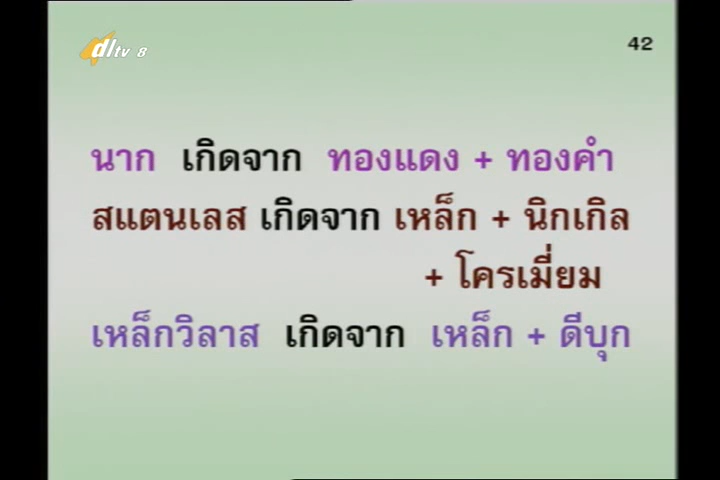 dltv 8
42
นาก เกิดจาก ทองแดง + ทองคำ
สแตนเลส เกิดจาก เหล็ก + นิกเกิล
+ โครเมี่ยม
เหล็กวิลาส เกิดจาก เหล็ก + ดีบุก